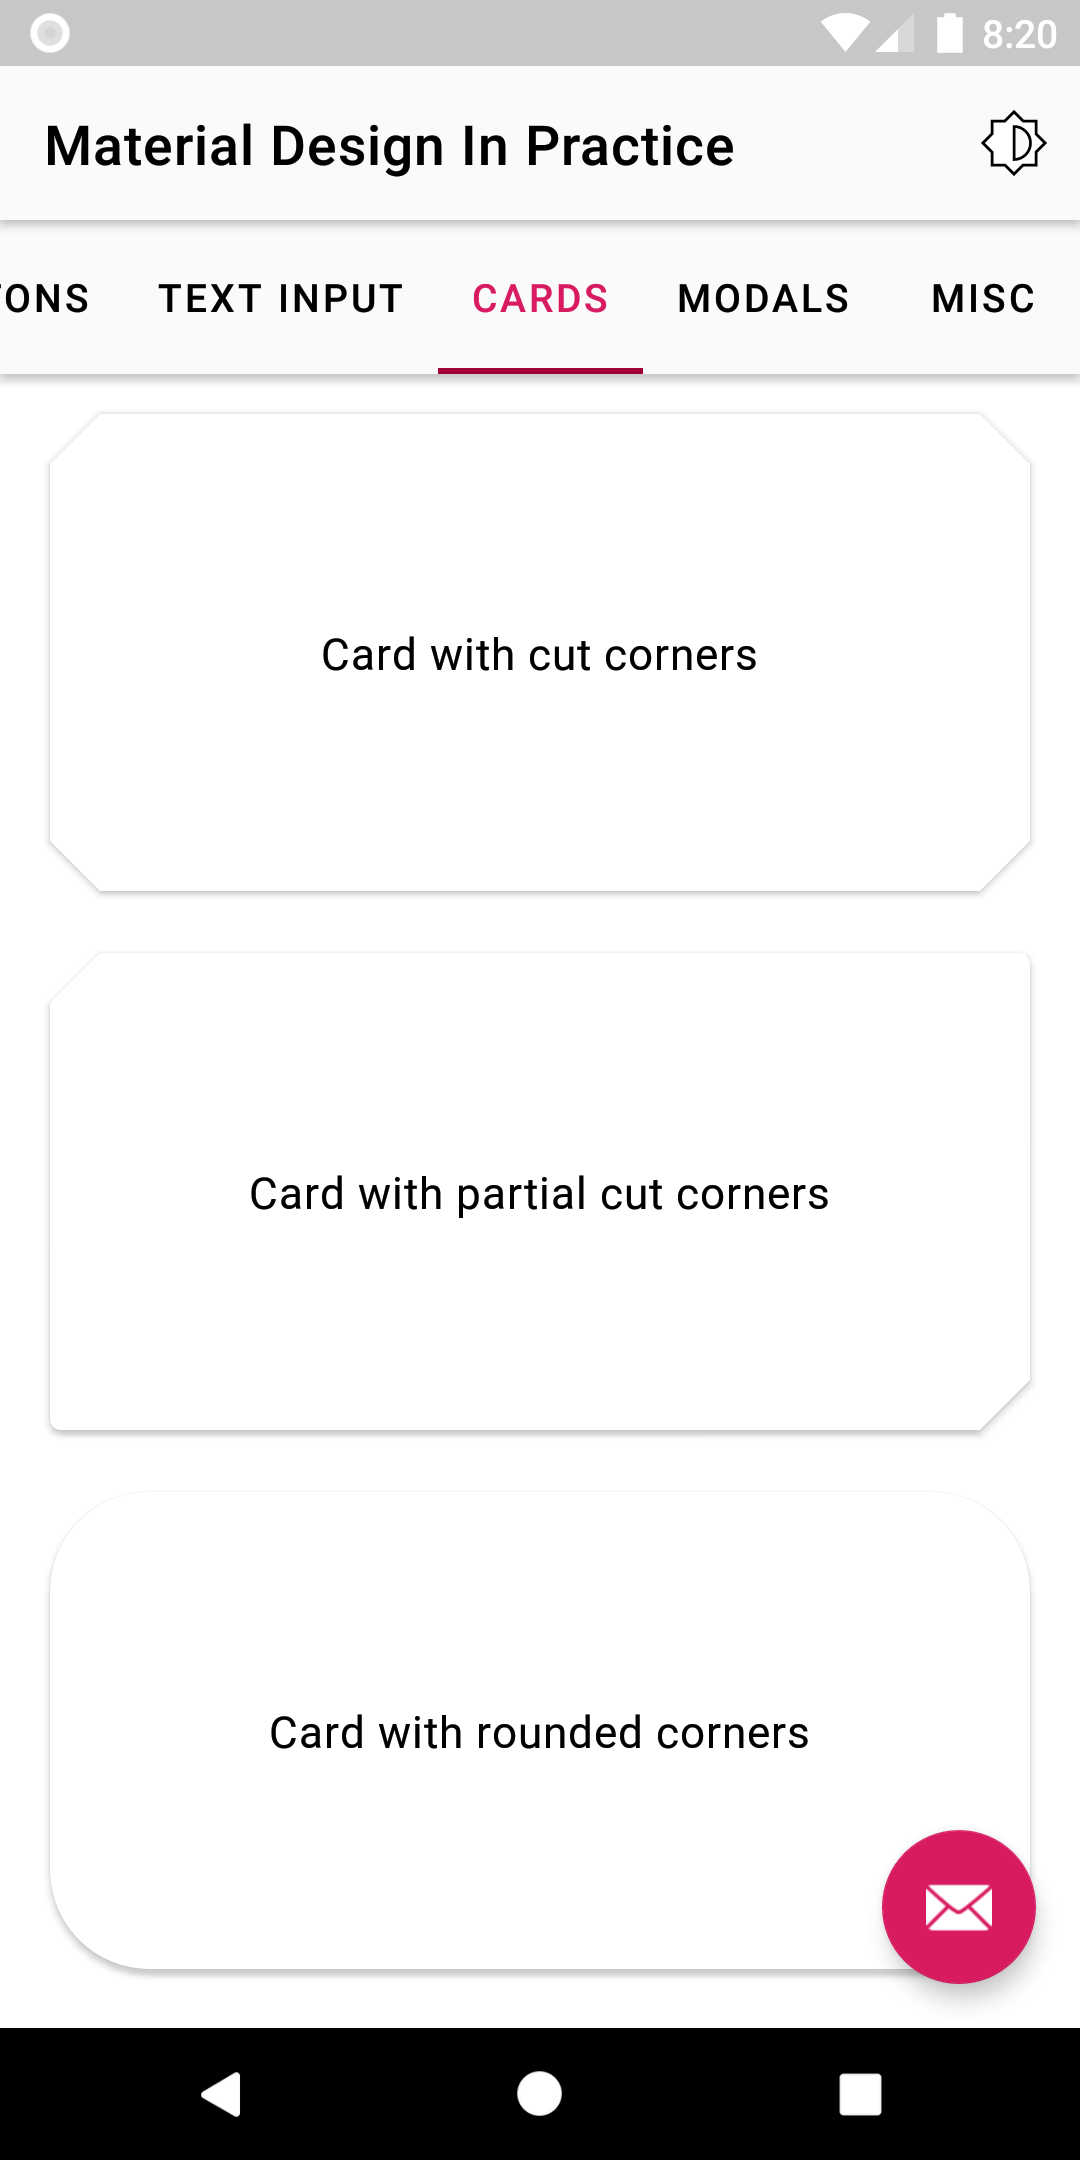 8:20
Material Design In Practice
TONS TEXT INPUT CARDS MODALS MISC
Card with cut corners
Card with partial cut corners
Card with rounded corners